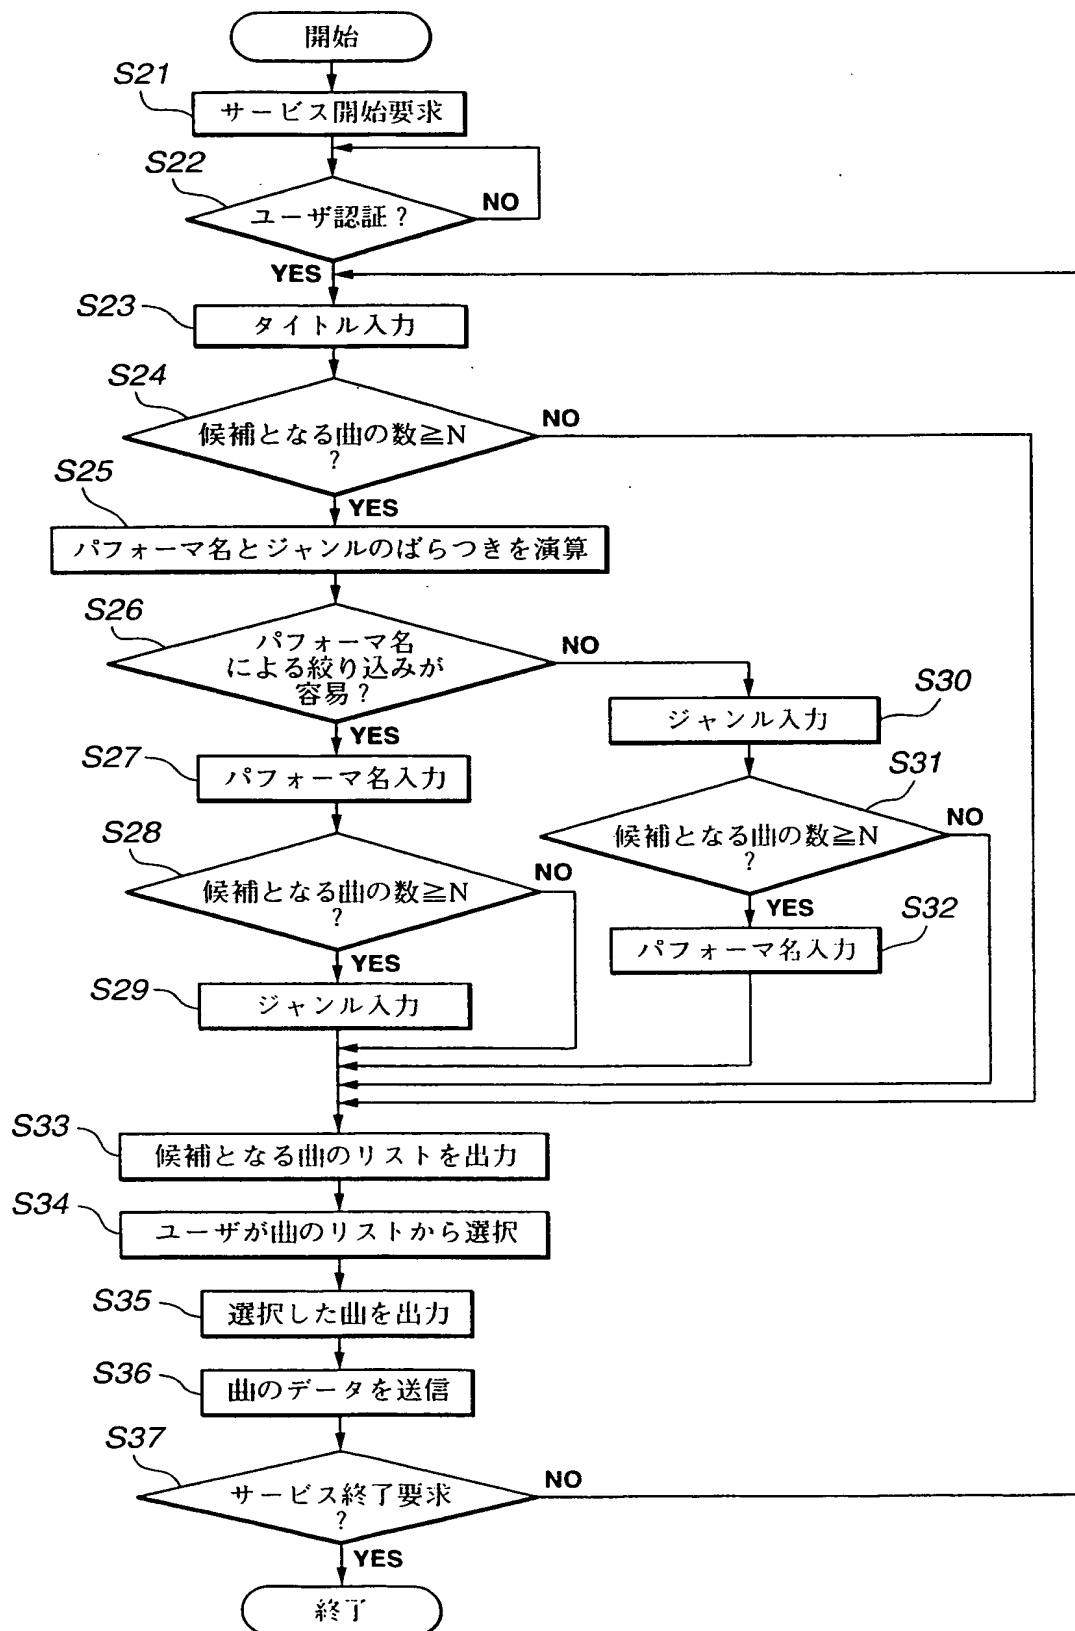 開始
S21
サービス開始要求
S22
ユーザ認証?
NO
YES
S23
タイトル入力
S24
候補となる曲の数≧N
?
NO
YES
S25
パフォーマ名とジャンルのばらつきを演算
S26
パフォーマ名
による絞り込みが
容易?
NO
YES
S30
ジャンル入力
S27
パフォーマ名入力
S31
候補となる曲の数≧N
?
NO
YES
S28
候補となる曲の数≧N
?
NO
YES
S32
パフォーマ名入力
S29
ジャンル入力
S33
候補となる曲のリストを出力
S34
ユーザが曲のリストから選択
S35
選択した曲を出力
S36
曲のデータを送信
S37
サービス終了要求
?
NO
YES
終了